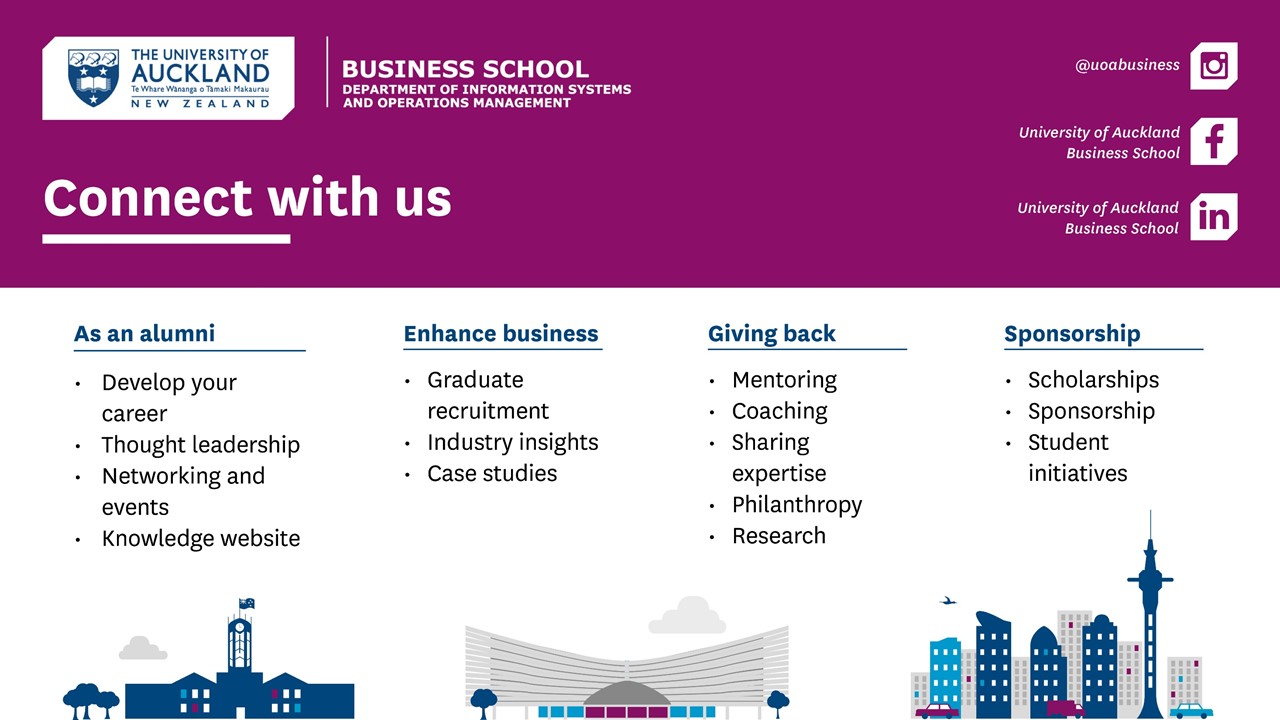 THE UNIVERSITY OF
AUCKLAND
Te Whare Wānanga o Tāmaki Makaurau
NEW ZEALAND
BUSINESS SCHOOL
DEPARTMENT OF INFORMATION SYSTEMS
AND OPERATIONS MANAGEMENT
@uoabusiness
University of Auckland
Business School
f
University of Auckland
Business School
in
Connect with us
As an alumni
• Develop your
career
• Thought leadership
• Networking and
events
• Knowledge website
Enhance business
• Graduate
recruitment
• Industry insights
• Case studies
Giving back
• Mentoring
• Coaching
• Sharing
expertise
• Philanthropy
• Research
Sponsorship
• Scholarships
• Sponsorship
• Student
initiatives